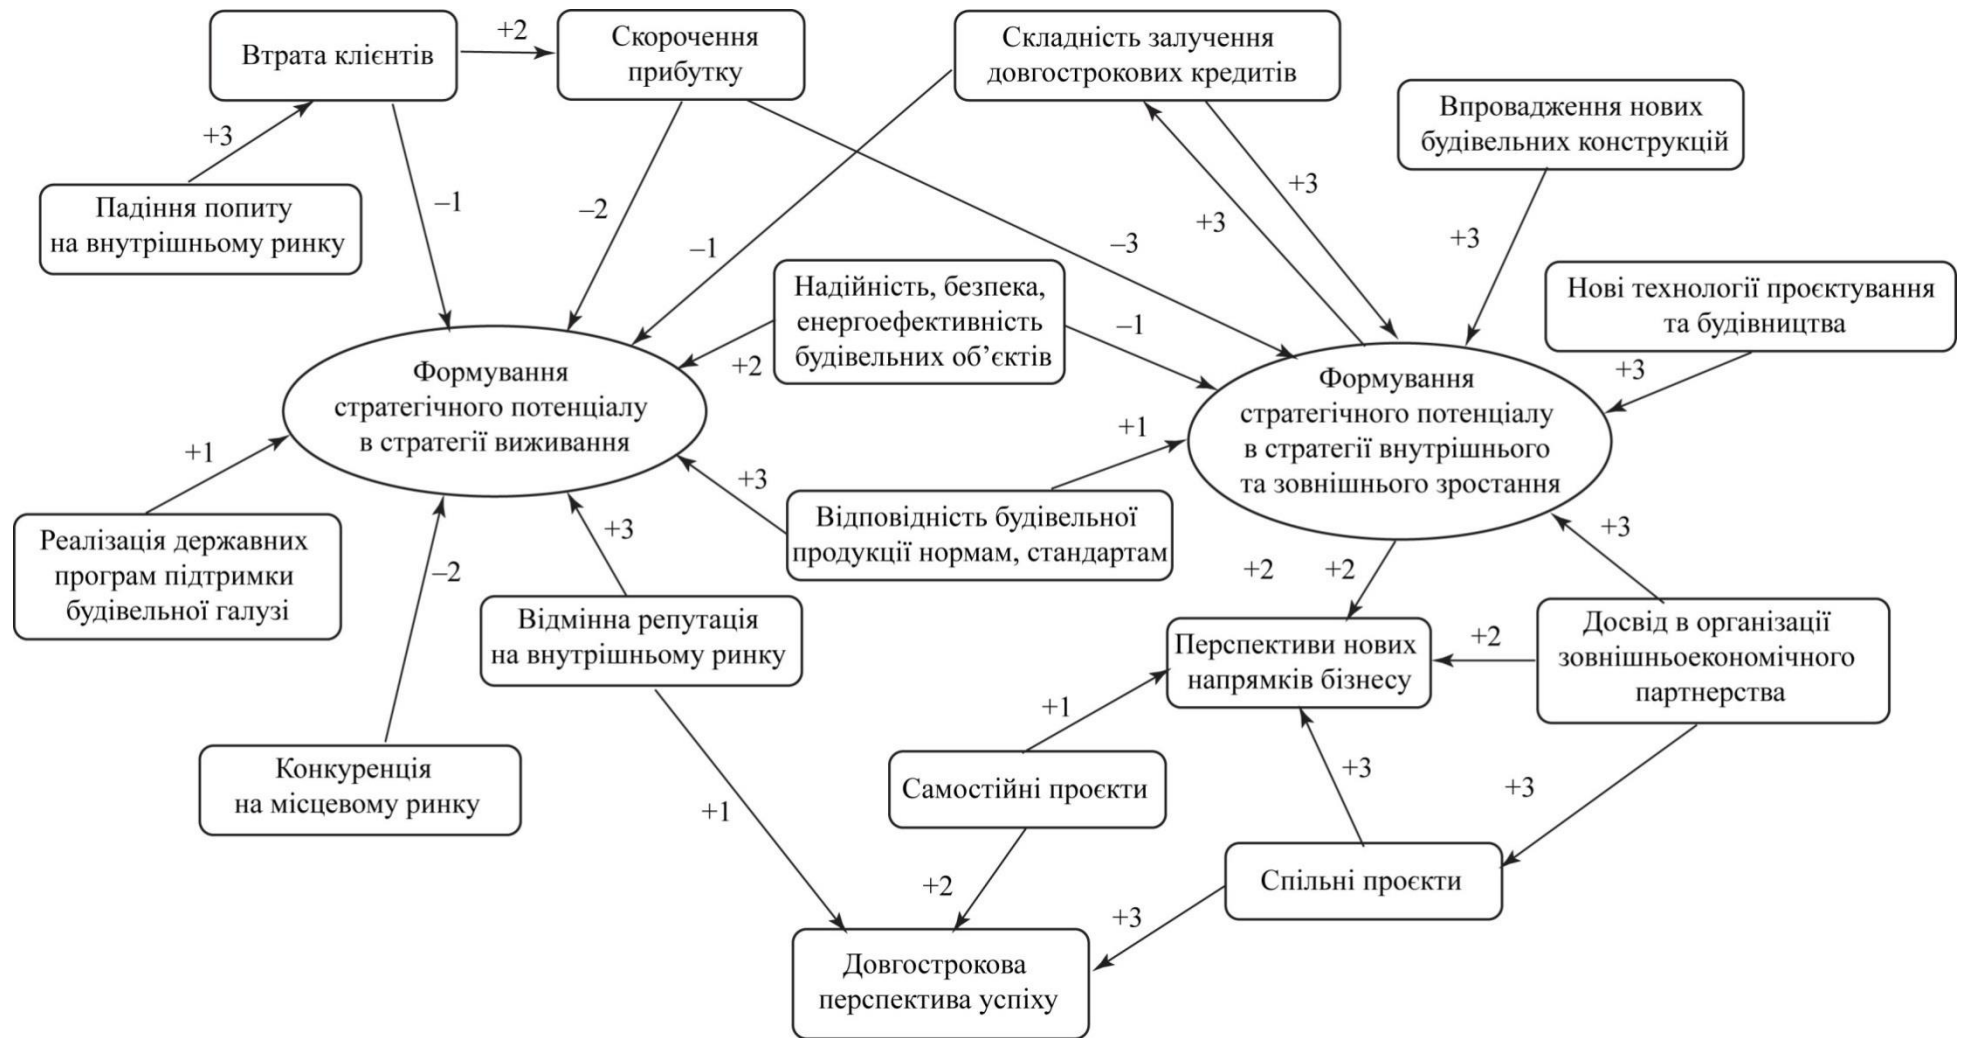 Втрата клієнтів
+2
Скорочення
прибутку
Складність залучення
довгострокових кредитів
Впровадження нових
будівельних конструкцій
+3
Падіння попиту
на внутрішньому ринку
–1
–2
–1
–3
+3
+3
+3
Надійність, безпека,
енергоефективність
будівельних об’єктів
+2
–1
Нові технології проєктування
та будівництва
+3
Формування
стратегічного потенціалу
в стратегії виживання
Формування
стратегічного потенціалу
в стратегії внутрішнього
та зовнішнього зростання
+1
+3
+1
Відповідність будівельної
продукції нормам, стандартам
Реалізація державних
програм підтримки
будівельної галузі
–2
+3
+2
+2
+3
Відмінна репутація
на внутрішньому ринку
Перспективи нових
напрямків бізнесу
+2
Досвід в організації
зовнішньоекономічного
партнерства
Конкуренція
на місцевому ринку
+1
+1
Самостійні проєкти
+3
+3
Спільні проєкти
+2
+3
Довгострокова
перспектива успіху